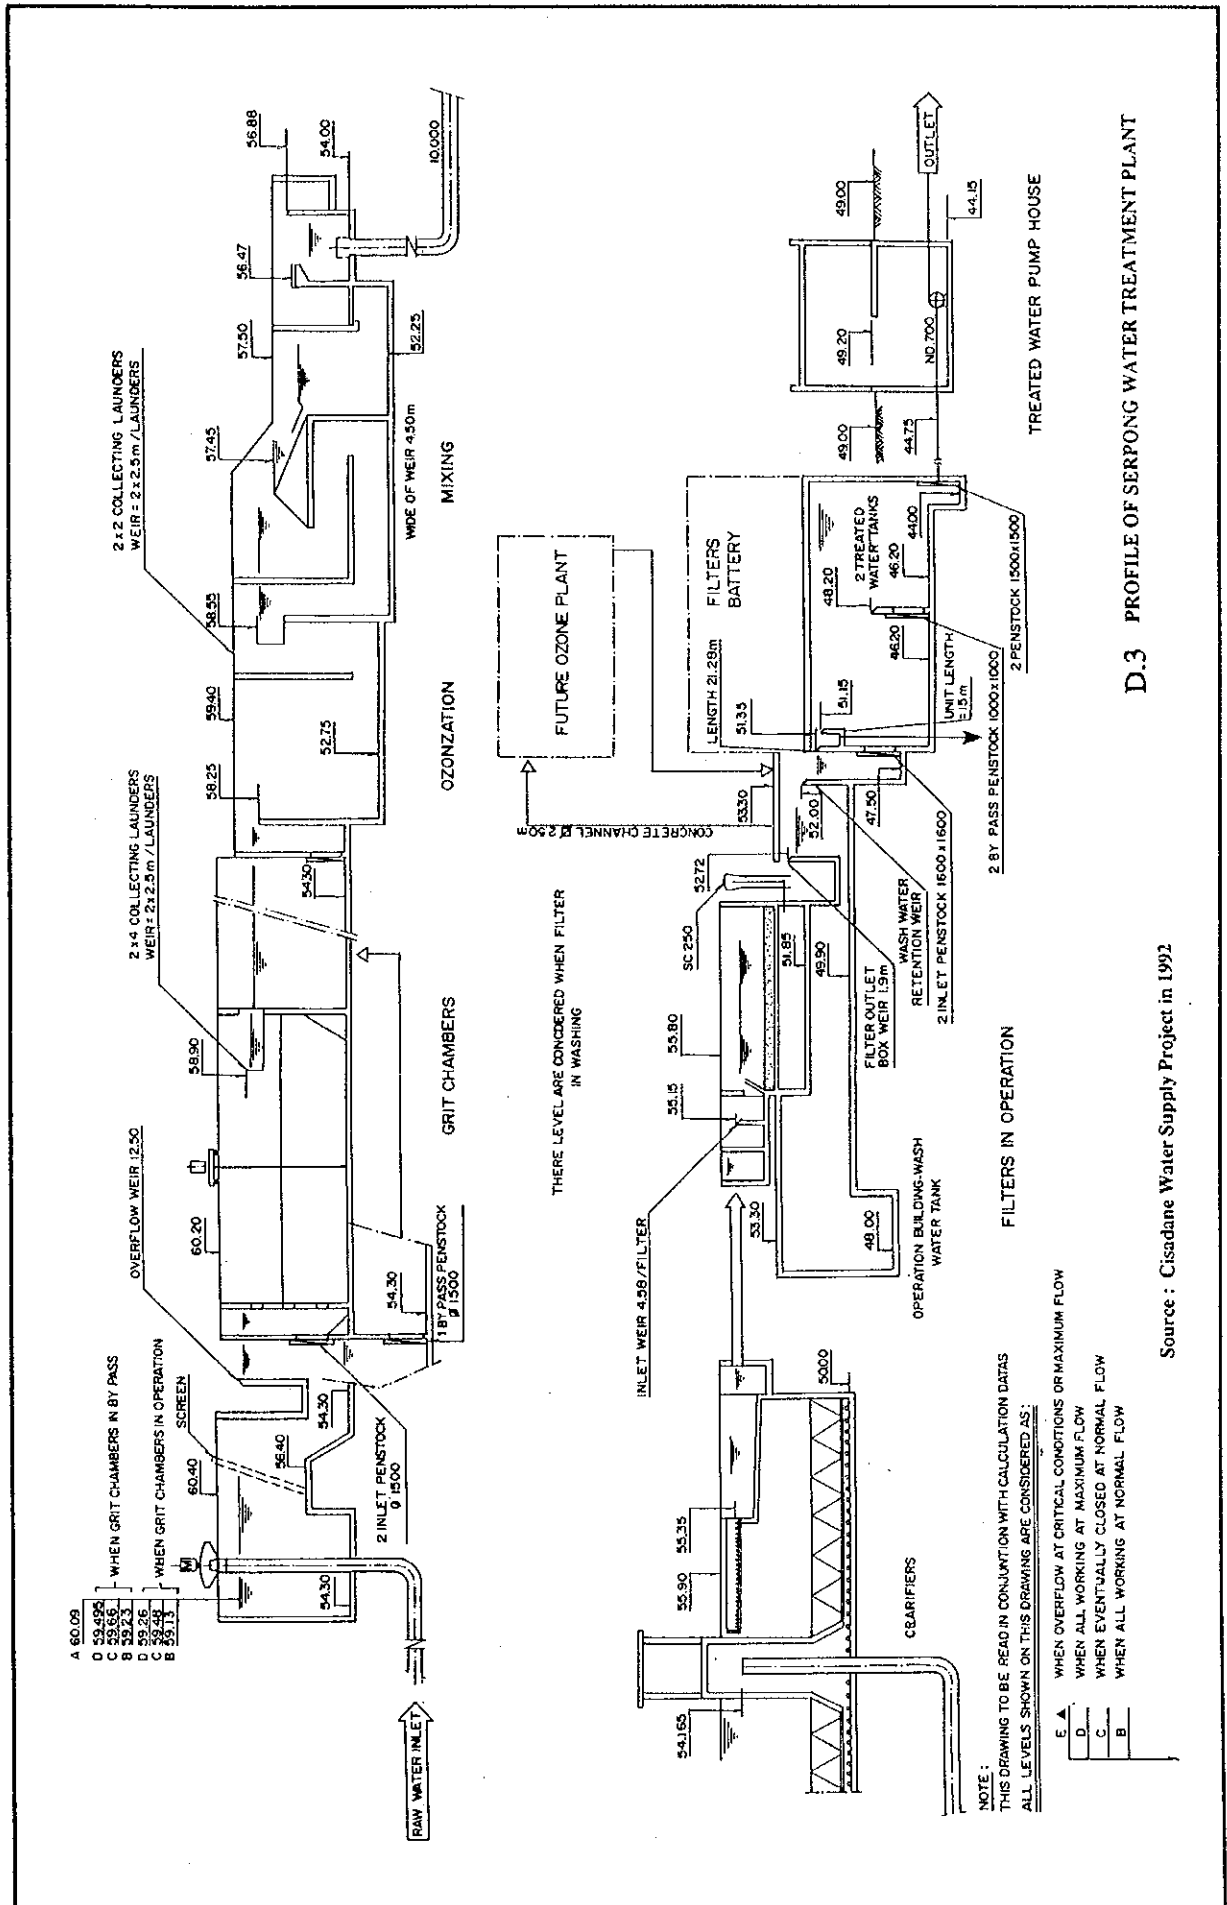 A 60.09
D 59.495
C 59.66
B 59.23
WHEN GRIT CHAMBERS IN BY PASS
D 59.26
C 59.48
B 59.13
WHEN GRIT CHAMBERS IN OPERATION
SCREEN
OVERFLOW WEIR 12.50
2 x 4 COLLECTING LAUNDERS
WEIR = 2 x 2.5 m / LAUNDERS
2 x 2 COLLECTING LAUNDERS
WEIR = 2 x 2.5 m / LAUNDERS
60.40
60.20
58.90
58.25
59.40
58.55
57.45
57.50
56.47
56.88
54.00
M
54.30
56.40
54.30
54.30
54.30
52.75
52.25
10.000
RAW WATER INLET
2 INLET PENSTOCK
Ø 1500
1 BY PASS PENSTOCK
Ø 1500
WIDE OF WEIR 4.50m
GRIT CHAMBERS
OZONZATION
MIXING
THERE LEVEL ARE CONCDERED WHEN FILTER
IN WASHING
CONCRETE CHANNEL 2.50m
FUTURE OZONE PLANT
FILTERS
BATTERY
LENGTH 21.28m
INLET WEIR 4.58/FILTER
54.165
55.90
55.35
50.00
53.30
55.15
55.80
SC 250
52.72
53.30
51.35
51.15
51.85
52.00
49.90
48.00
47.50
48.20
46.20
46.20
44.00
2 TREATED
WATER TANKS
UNIT LENGTH
= 1.5 m
49.00
49.20
49.00
44.75
ND.700
44.15
OUTLET
FILTER OUTLET
BOX WEIR 1.9m
WASH WATER
RETENTION WEIR
2 INLET PENSTOCK 1600 x 1600
2 BY PASS PENSTOCK 1000x1000
2 PENSTOCK 1500x1500
CRARIFIERS
OPERATION BUILDING-WASH
WATER TANK
FILTERS IN OPERATION
TREATED WATER PUMP HOUSE
NOTE :
THIS DRAWING TO BE READ IN CONJUNTION WITH CALCULATION DATAS
ALL LEVELS SHOWN ON THIS DRAWING ARE CONSIDERED AS :
E WHEN OVERFLOW AT CRITICAL CONDITIONS OR MAXIMUM FLOW
D WHEN ALL WORKING AT MAXIMUM FLOW
C WHEN EVENTUALLY CLOSED AT NORMAL FLOW
B WHEN ALL WORKING AT NORMAL FLOW
D.3 PROFILE OF SERPONG WATER TREATMENT PLANT
Source : Cisadane Water Supply Project in 1992